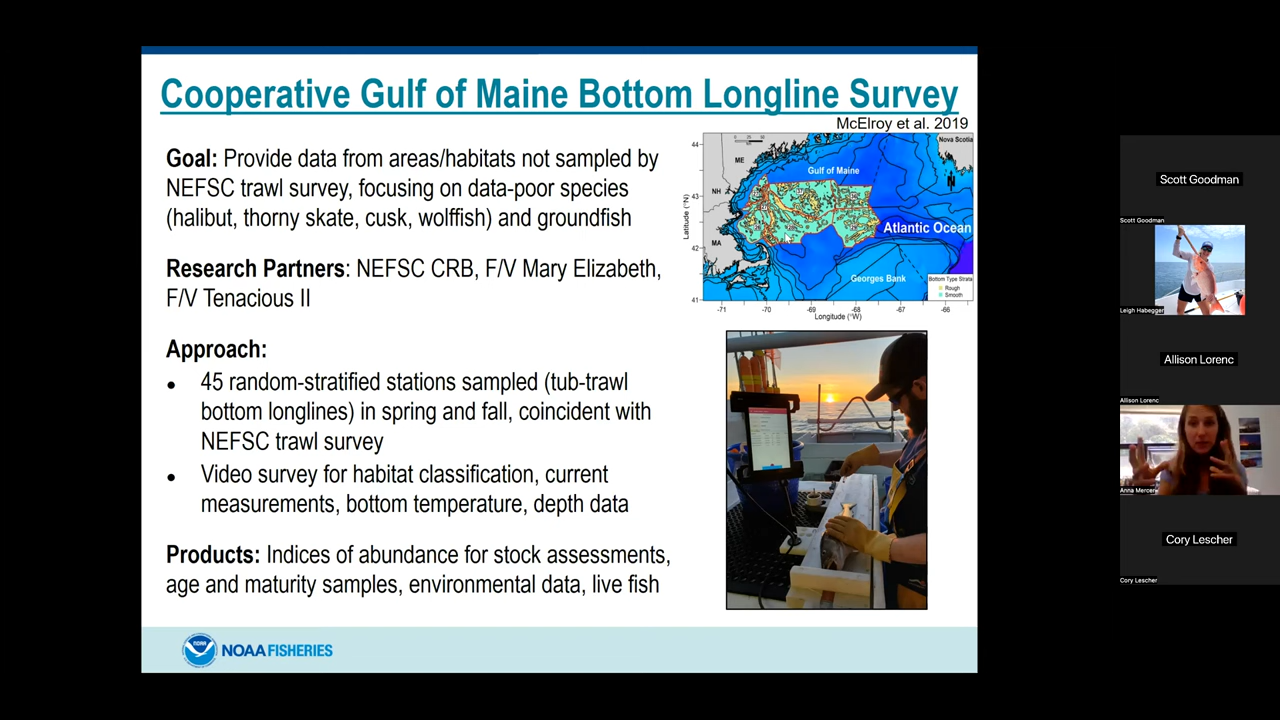 Cooperative Gulf of Maine Bottom Longline Survey
McElroy et al. 2019
Goal: Provide data from areas/habitats not sampled by
NEFSC trawl survey, focusing on data-poor species
(halibut, thorny skate, cusk, wolffish) and groundfish
Research Partners: NEFSC CRB, F/V Mary Elizabeth,
F/V Tenacious II
Approach:
● 45 random-stratified stations sampled (tub-trawl
bottom longlines) in spring and fall, coincident with
NEFSC trawl survey
● Video survey for habitat classification, current
measurements, bottom temperature, depth data
Products: Indices of abundance for stock assessments,
age and maturity samples, environmental data, live fish
NOAA FISHERIES
Nova Scotia
ME
Gulf of Maine
NH
MA
Atlantic Ocean
Georges Bank
Bottom Type Strata
Rough
Smooth
44
43
42
41
Latitude (°N)
-71 -70 -69 -68 -67 -66
Longitude (°W)
Scott Goodman
Scott Goodman
Leigh Habegger
Allison Lorenc
Allison Lorenc
Anna Mercer
Cory Lescher
Cory Lescher